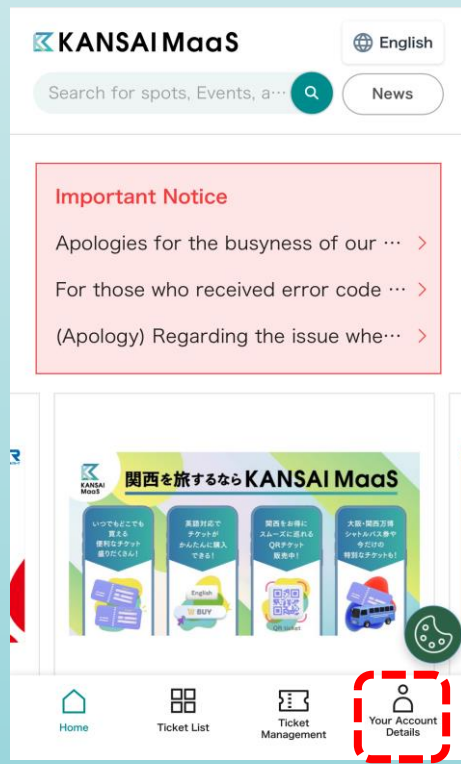 KANSAI MaaS
English
Search for spots, Events, a…
News
Important Notice
Apologies for the busyness of our …
For those who received error code …
(Apology) Regarding the issue whe…
KANSAI
MaaS
関西を旅するならKANSAI MaaS
いつでもどこでも
買える
便利なチケット
盛りだくさん!
英語対応で
チケットが
かんたんに購入
できる!
関西をお得に
スムーズに巡れる
QRチケット
販売中!
大阪・関西万博
シャトルバス券や
今だけの
特別なチケットも!
English
BUY
QR ticket
Home
Ticket List
Ticket
Management
Your Account
Details